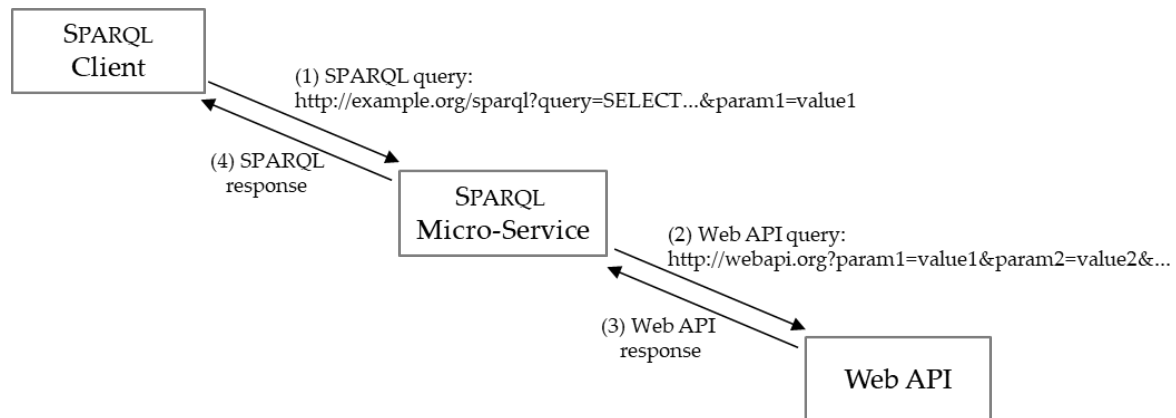 SPARQL
Client
(1) SPARQL query:
http://example.org/sparql?query=SELECT...&param1=value1
(4) SPARQL
response
SPARQL
Micro-Service
(2) Web API query:
http://webapi.org?param1=value1&param2=value2&...
(3) Web API
response
Web API